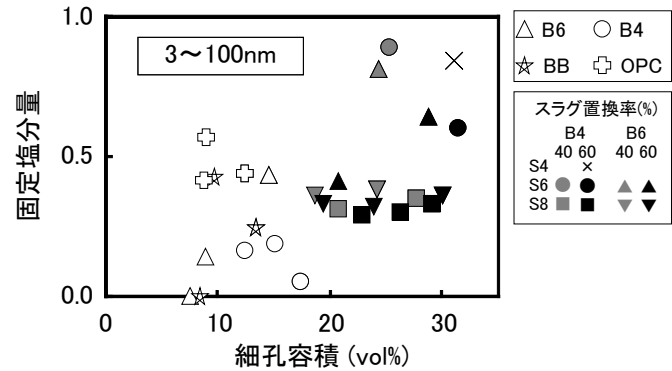 3～100nm
固定塩分量
1.0
0.5
0.0
0 10 20 30
細孔容積 (vol%)
B6 B4
BB OPC
スラグ置換率(%)
B4 B6
40 60 40 60
S4
S6
S8